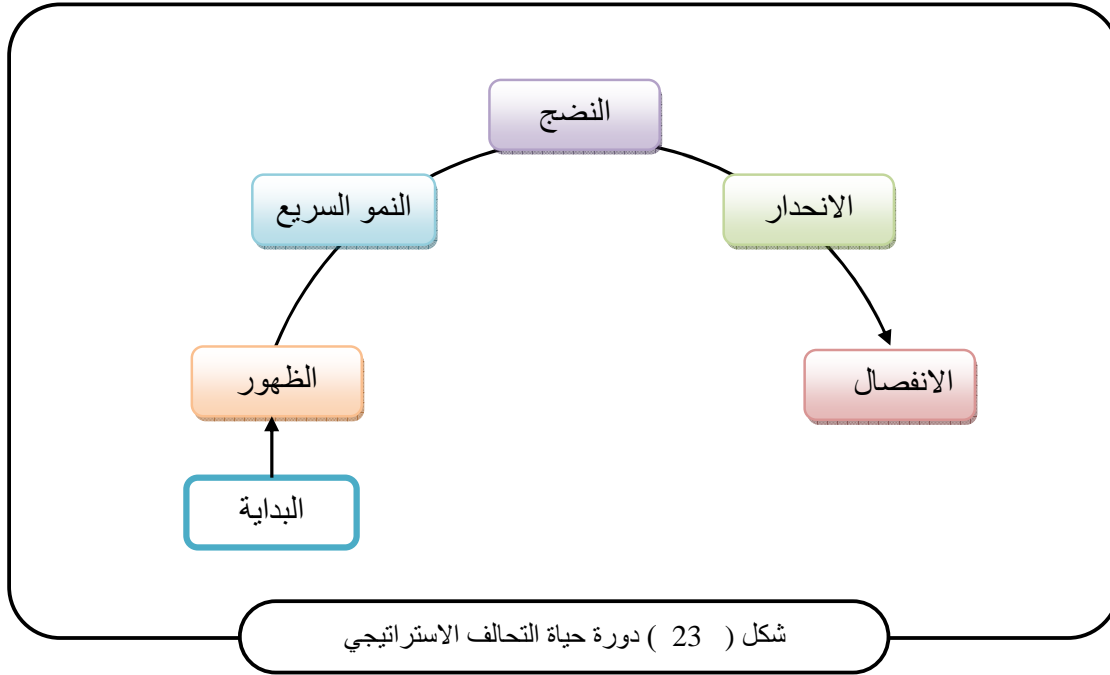 النضج
النمو السريع
الانحدار
الظهور
الانفصال
البداية
شكل ( 23 ) دورة حياة التحالف الاستراتيجي